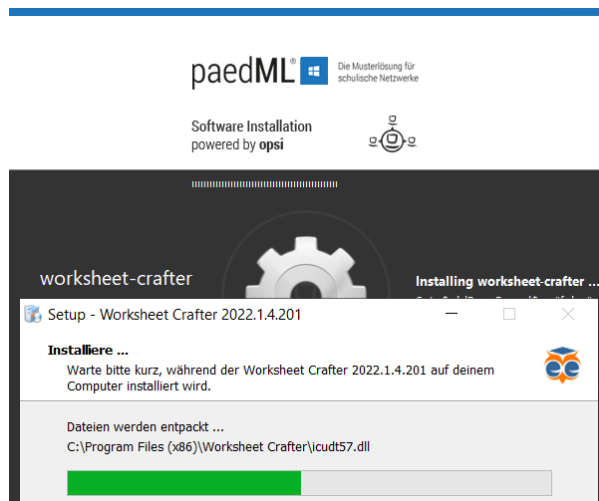 paedML®
Die Musterlösung für
schulische Netzwerke
Software Installation
powered by opsi
worksheet-crafter
Installing worksheet-crafter ...
Setup - Worksheet Crafter 2022.1.4.201
Installiere ...
Warte bitte kurz, während der Worksheet Crafter 2022.1.4.201 auf deinem
Computer installiert wird.
Dateien werden entpackt ...
C:\Program Files (x86)\Worksheet Crafter\icudt57.dll